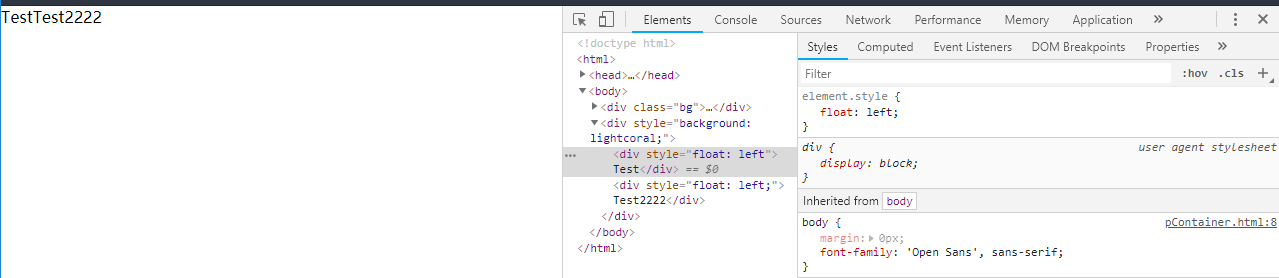 TestTest2222
Elements Console Sources Network Performance Memory Application »
<!doctype html>
<html>
<head>…</head>
<body>
<div class="bg">…</div>
<div style="background:
lightcoral;">
… <div style="float: left">
Test</div> == $0
<div style="float: left;">
Test2222</div>
</div>
</body>
</html>
Styles Computed Event Listeners DOM Breakpoints Properties »
Filter :hov .cls +
element.style {
float: left;
}
div { user agent stylesheet
display: block;
}
Inherited from body
body { pContainer.html:8
margin: 0px;
font-family: 'Open Sans', sans-serif;
}